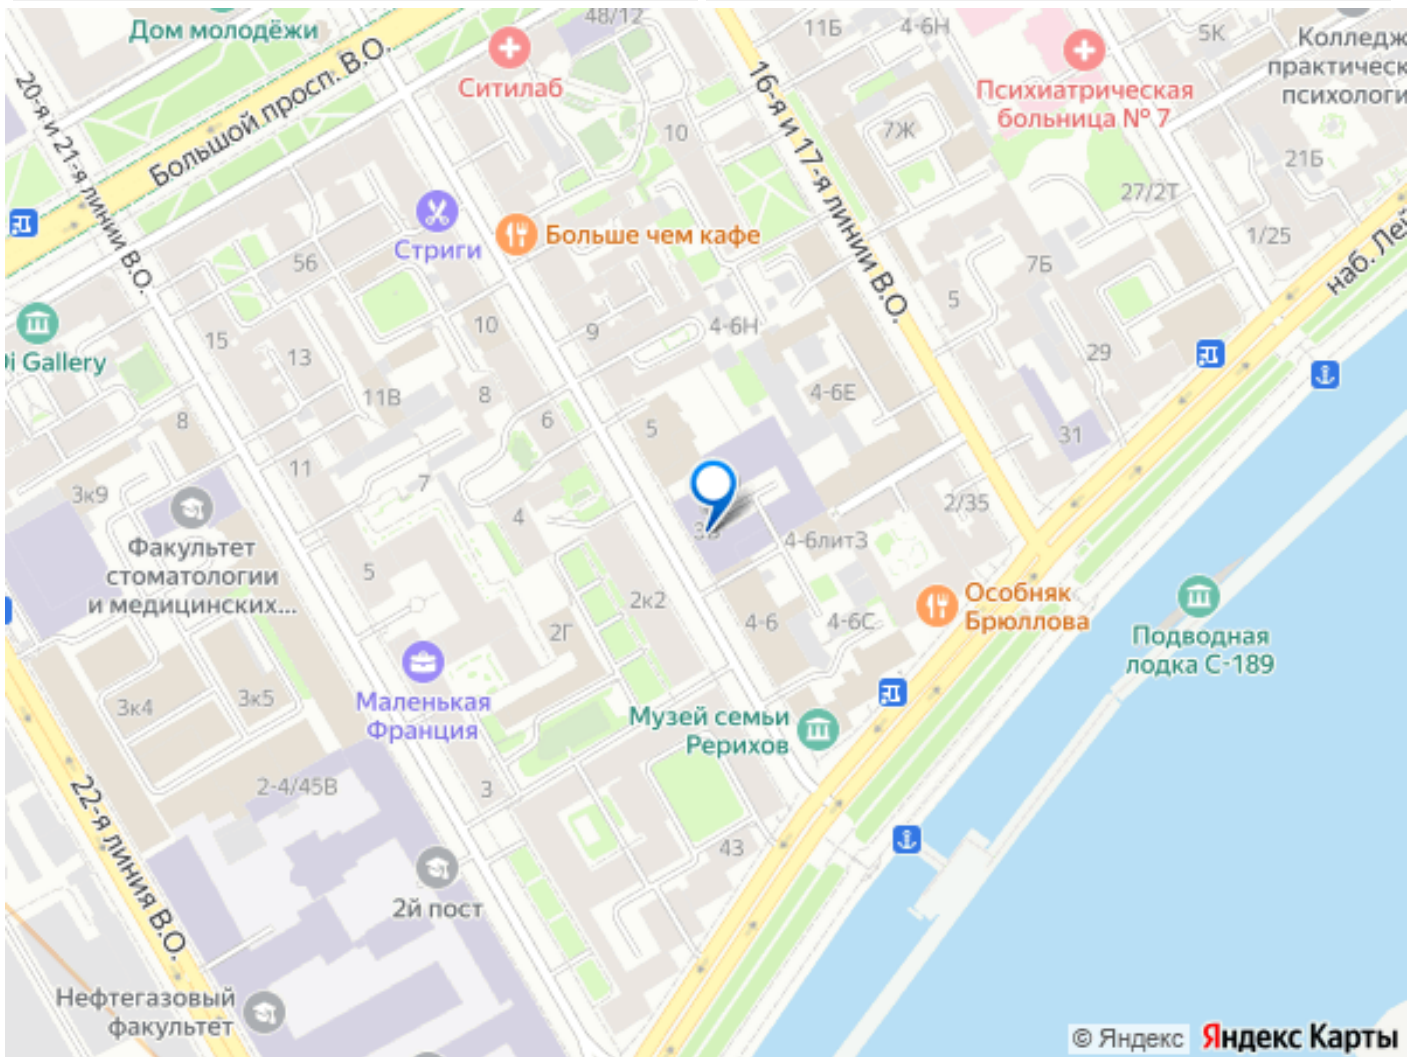 Дом молодёжи
48/12
11Б
4-6Н
5К
Колледж
практическ
психологи
Ситилаб
Психиатрическая
больница № 7
20-я и 21-я линии В.О.
Большой просп. В.О.
16-я и 17-я линии В.О.
10
7Ж
21Б
27/2Т
Стриги
Больше чем кафе
1/25
наб. Лей
56
7Б
5
Di Gallery
15
13
10
9
4-6Н
29
11В
8
4-6Е
8
6
5
31
11
3к9
7
4
2/35
Факультет
стоматологии
и медицинских...
4-6лит3
5
2к2
Особняк
Брюллова
4-6
4-6С
2Г
Подводная
лодка С-189
3к4
3к5
Маленькая
Франция
Музей семьи
Рерихов
2-4/45В
3
22-я линия В.О.
43
2й пост
Нефтегазовый
факультет
© Яндекс Яндекс Карты